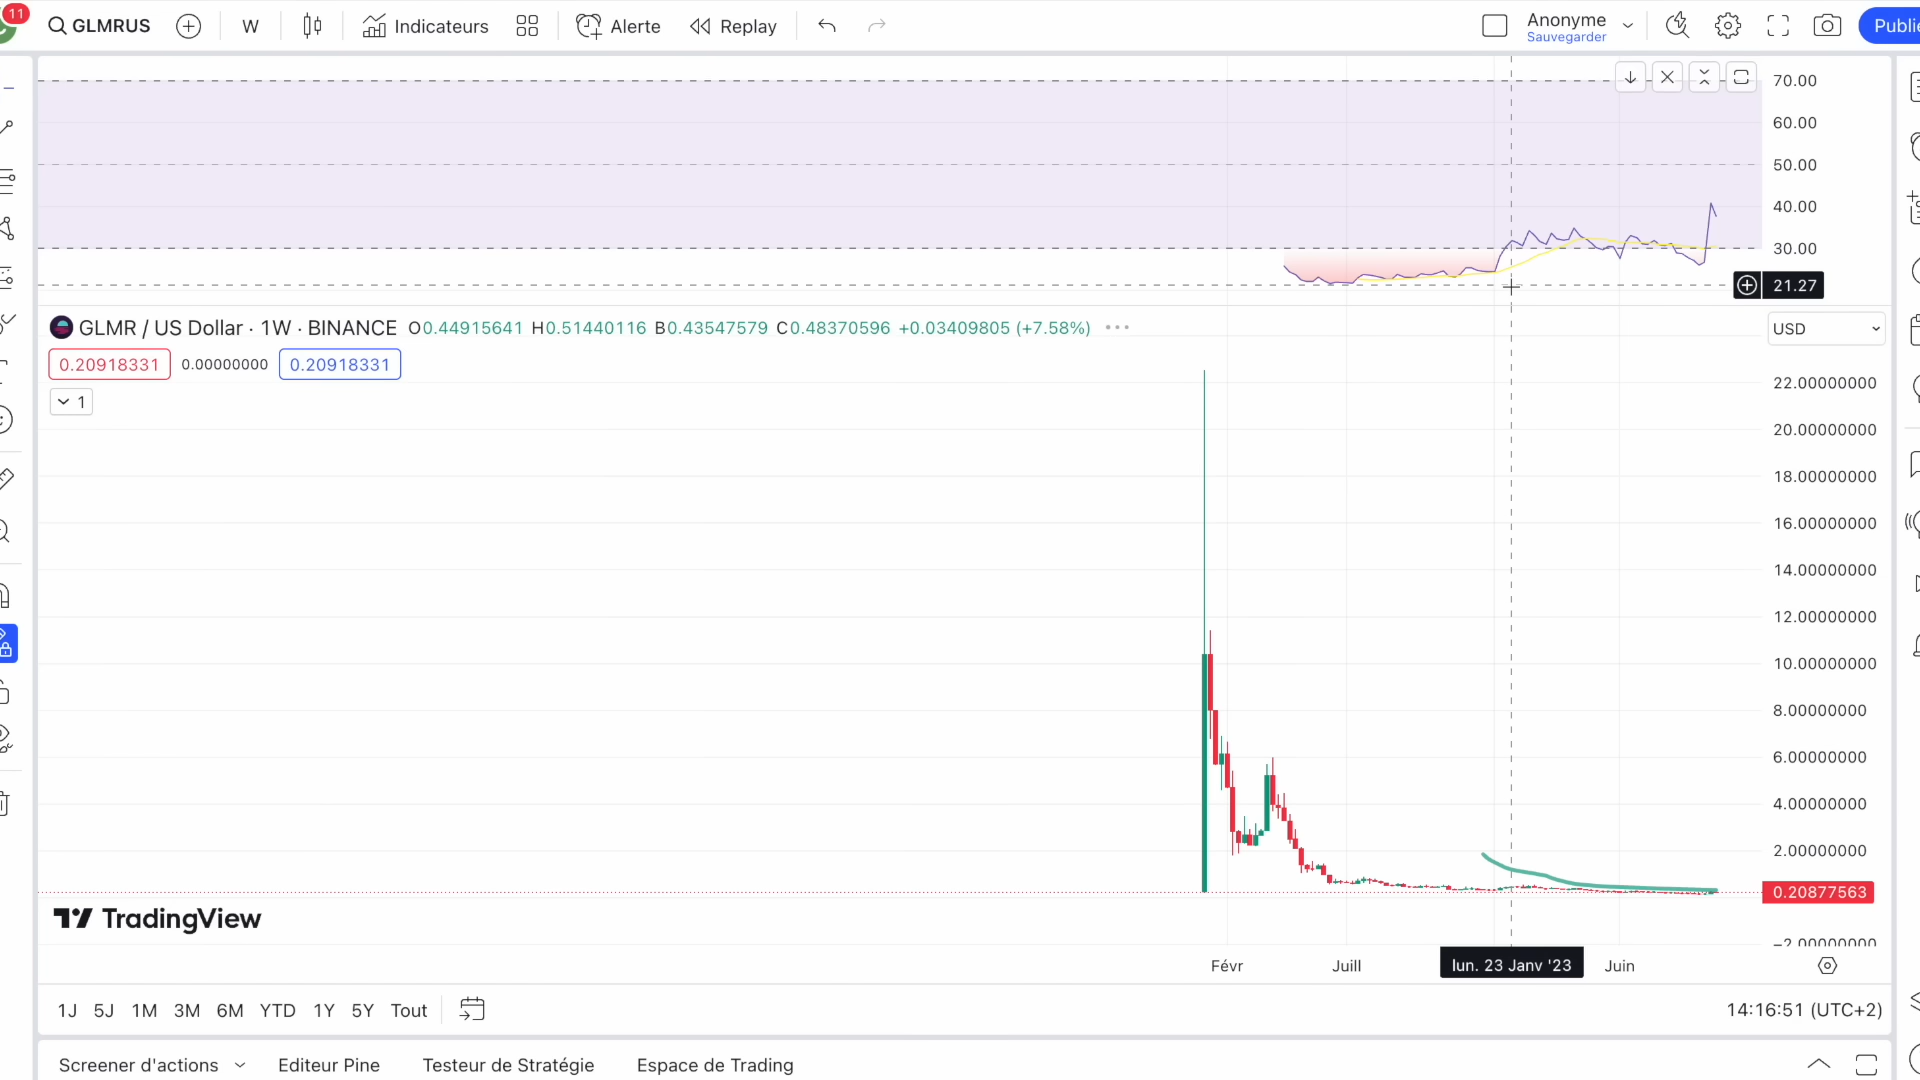 11 GLMRUS W Indicateurs Alerte Replay Anonyme Publie
Sauvegarder
70.00
60.00
50.00
40.00
30.00
21.27
GLMR / US Dollar · 1W · BINANCE O0.44915641 H0.51440116 B0.43547579 C0.48370596 +0.03409805 (+7.58%)
USD
0.20918331 0.00000000 0.20918331
1
22.00000000
20.00000000
18.00000000
16.00000000
14.00000000
12.00000000
10.00000000
8.00000000
6.00000000
4.00000000
2.00000000
0.20877563
TradingView
−2.00000000
Févr Juill lun. 23 Janv '23 Juin
1J 5J 1M 3M 6M YTD 1Y 5Y Tout 14:16:51 (UTC+2)
Screener d'actions Editeur Pine Testeur de Stratégie Espace de Trading